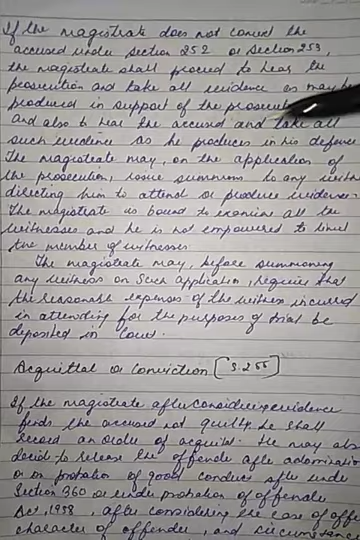 If the magistrate does not convict the
accused under section 252 or section 253,
the magistrate shall proceed to hear the
prosecution and take all evidence as may be
produced in support of the prosecut
and also to hear the accused and take all
such evidence as he produces in his defence
The magistrate may, on the application of
the prosecution, issue summons to any witn
directing him to attend or produce evidence.
The magistrate is bound to examine all the
witnesses and he is not empowered to limit
the member of witnesses
The magistrate may, before summoning
any witness on such application, require that
the reasonable expenses of the witness incurred
in attending for the purposes of trial be
deposited in Court.
Acquittal or Conviction [S.255]
If the magistrate after evidence
finds the accused not guilty he shall
record an order of acquital. He may als
decide to release the offender after admonitio
or on probation of good conduct after under
Section 360 or under probation of offende
Act, 1958, after considering the case of offe
character of offender, and circumstance